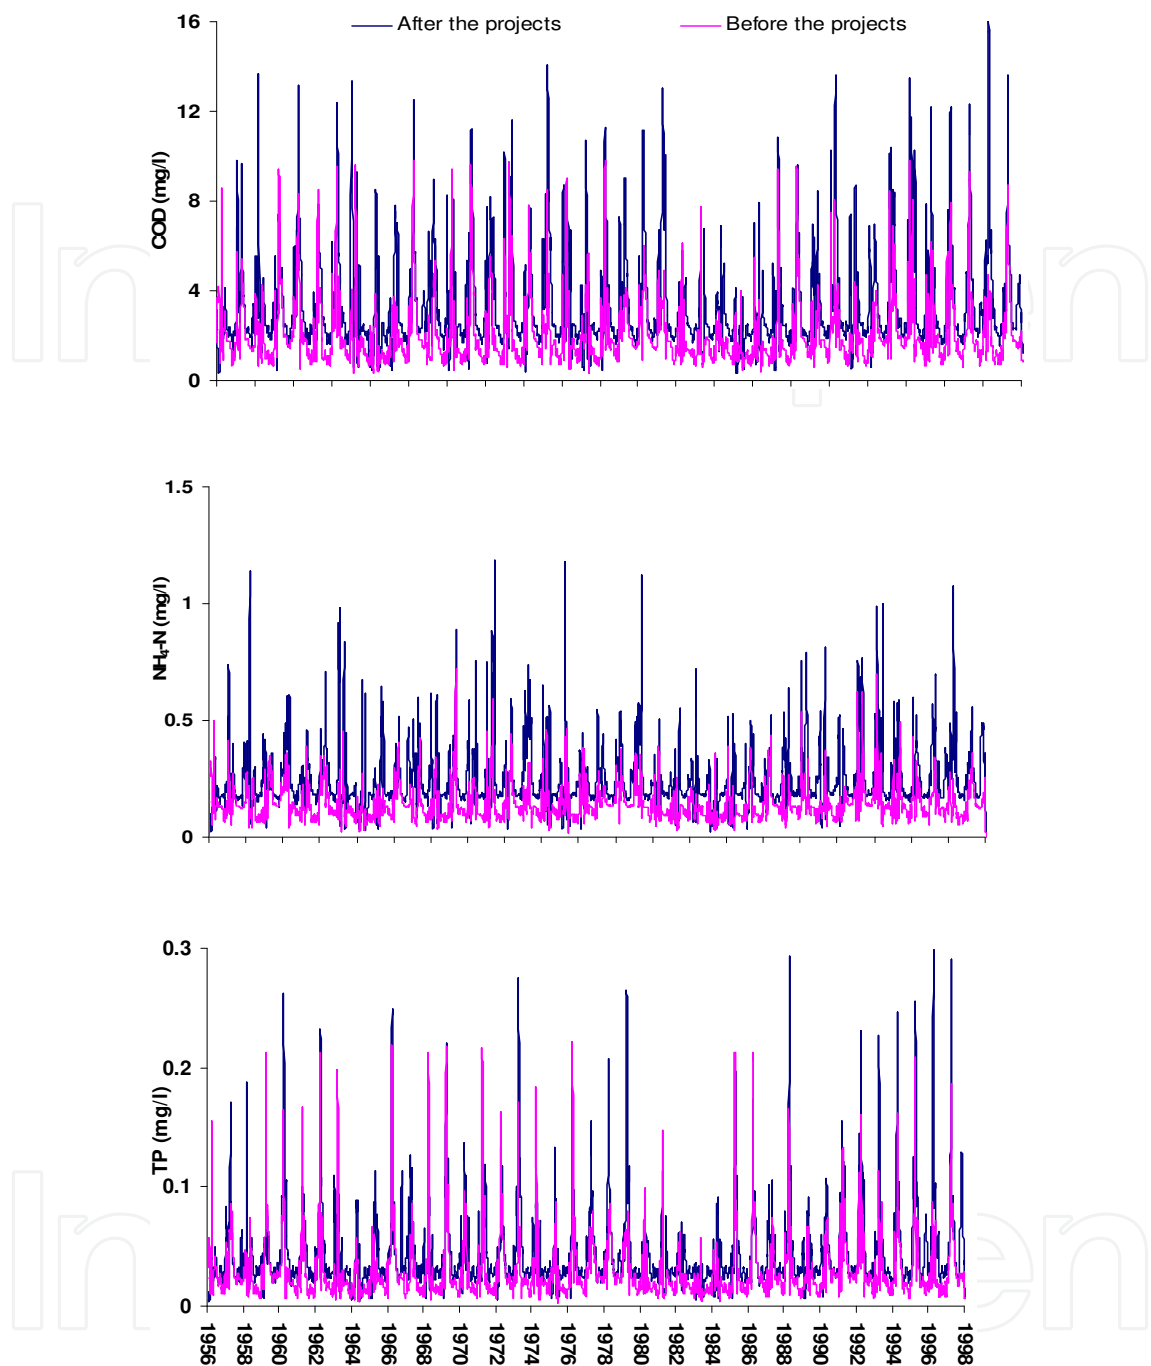 After the projects Before the projects
16
12
8
4
0
COD (mg/l)
1.5
1
0.5
0
NH₄-N (mg/l)
0.3
0.2
0.1
0
TP (mg/l)
1956 1958 1960 1962 1964 1966 1968 1970 1972 1974 1976 1978 1980 1982 1984 1986 1988 1990 1992 1994 1996 1998